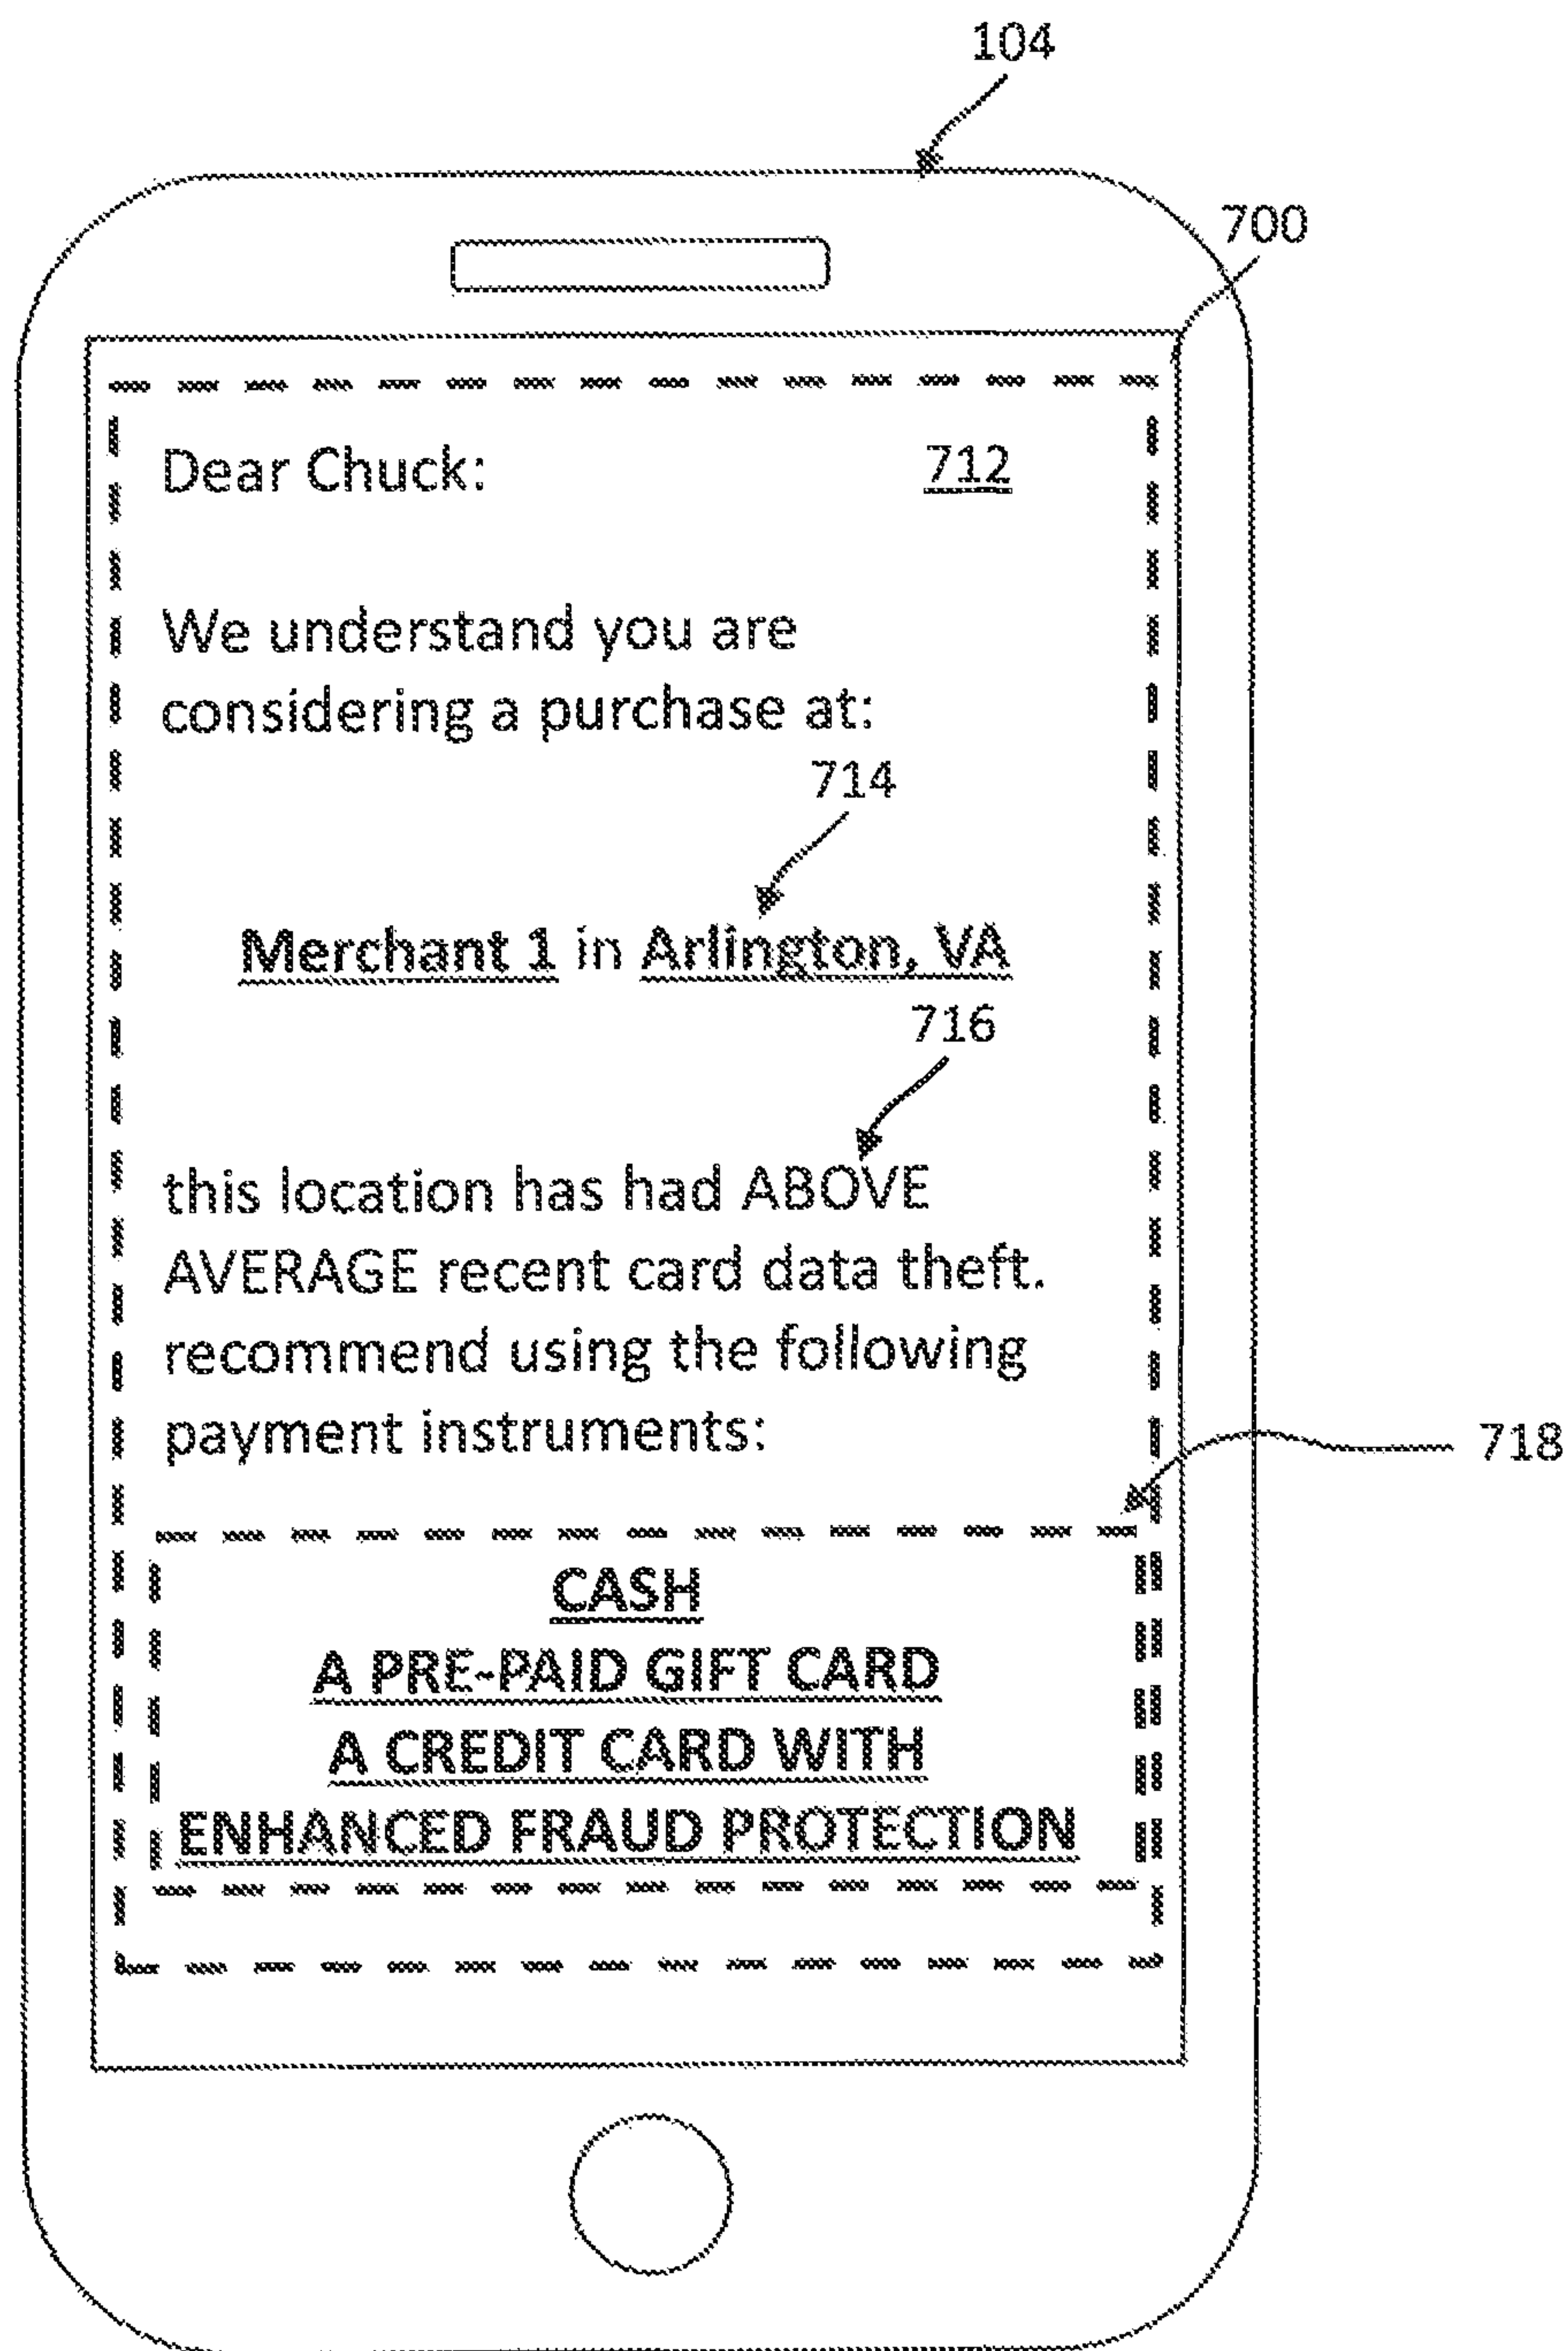 104
700
Dear Chuck: 712
We understand you are
considering a purchase at:
714
Merchant 1 in Arlington, VA
716
this location has had ABOVE
AVERAGE recent card data theft.
recommend using the following
payment instruments:
718
CASH
A PRE-PAID GIFT CARD
A CREDIT CARD WITH
ENHANCED FRAUD PROTECTION